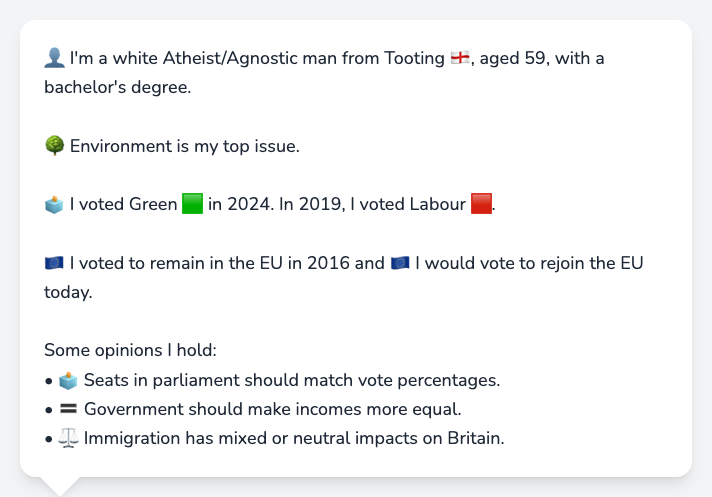 👤 I'm a white Atheist/Agnostic man from Tooting 🏴󠁧󠁢󠁥󠁮󠁧󠁿, aged 59, with a
bachelor's degree.
🌳 Environment is my top issue.
🗳️ I voted Green 🟩 in 2024. In 2019, I voted Labour 🟥.
🇪🇺 I voted to remain in the EU in 2016 and 🇪🇺 I would vote to rejoin the EU
today.
Some opinions I hold:
• 🗳️ Seats in parliament should match vote percentages.
• 🟰 Government should make incomes more equal.
• ⚖️ Immigration has mixed or neutral impacts on Britain.